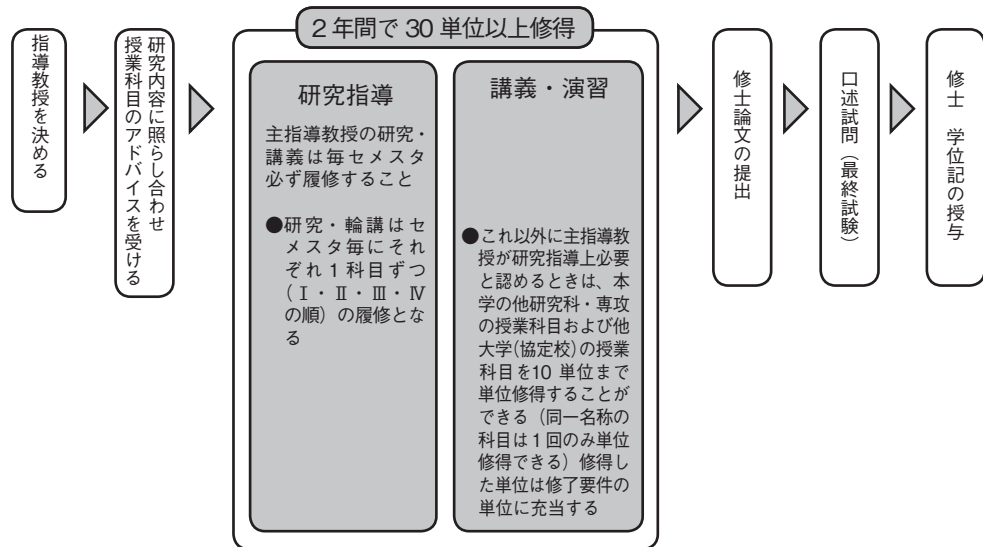 指導教授を決める
研究内容に照らし合わせ
授業科目のアドバイスを受ける
2年間で30単位以上修得
研究指導
主指導教授の研究・
講義は毎セメスタ
必ず履修すること
●研究・輪講はセ
メスタ毎にそれ
ぞれ1科目ずつ
(Ⅰ・Ⅱ・Ⅲ・Ⅳ
の順)の履修とな
る
講義・演習
●これ以外に主指導教
授が研究指導上必要
と認めるときは、本
学の他研究科・専攻
の授業科目および他
大学(協定校)の授業
科目を10 単位まで
単位修得することが
できる(同一名称の
科目は1回のみ単位
修得できる)修得し
た単位は修了要件の
単位に充当する
修士論文の提出
口述試問(最終試験)
修士 学位記の授与